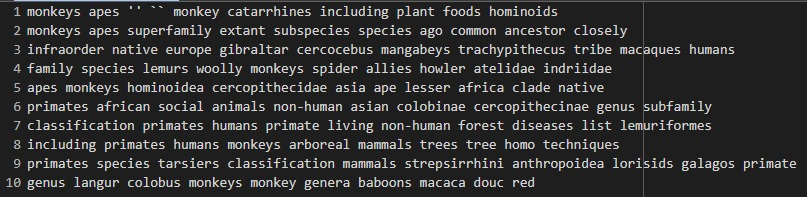 1 monkeys apes '' `` monkey catarrhines including plant foods hominoids
2 monkeys apes superfamily extant subspecies species ago common ancestor closely
3 infraorder native europe gibraltar cercocebus mangabeys trachypithecus tribe macaques humans
4 family species lemurs woolly monkeys spider allies howler atelidae indriidae
5 apes monkeys hominoidea cercopithecidae asia ape lesser africa clade native
6 primates african social animals non-human asian colobinae cercopithecinae genus subfamily
7 classification primates humans primate living non-human forest diseases list lemuriformes
8 including primates humans monkeys arboreal mammals trees tree homo techniques
9 primates species tarsiers classification mammals strepsirrhini anthropoidea lorisids galagos primate
10 genus langur colobus monkeys monkey genera baboons macaca douc red